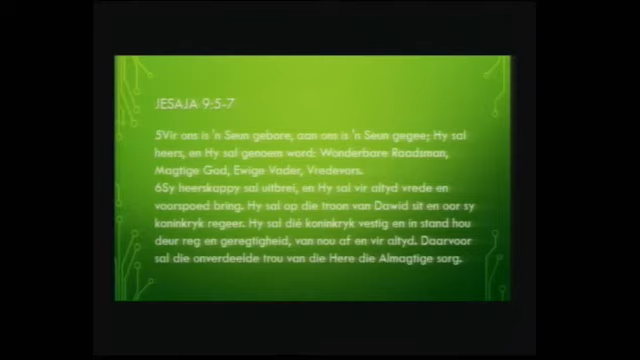 JESAJA 9:5-7
5Vir ons is 'n Seun gebore, aan ons is 'n Seun gegee; Hy sal
heers, en Hy sal genoem word: Wonderbare Raadsman,
Magtige God, Ewige Vader, Vredevors.
6Sy heerskappy sal uitbrei, en Hy sal vir altyd vrede en
voorspoed bring. Hy sal op die troon van Dawid sit en oor sy
koninkryk regeer. Hy sal dié koninkryk vestig en in stand hou
deur reg en geregtigheid, van nou af en vir altyd. Daarvoor
sal die onverdeelde trou van die Here die Almagtige sorg.